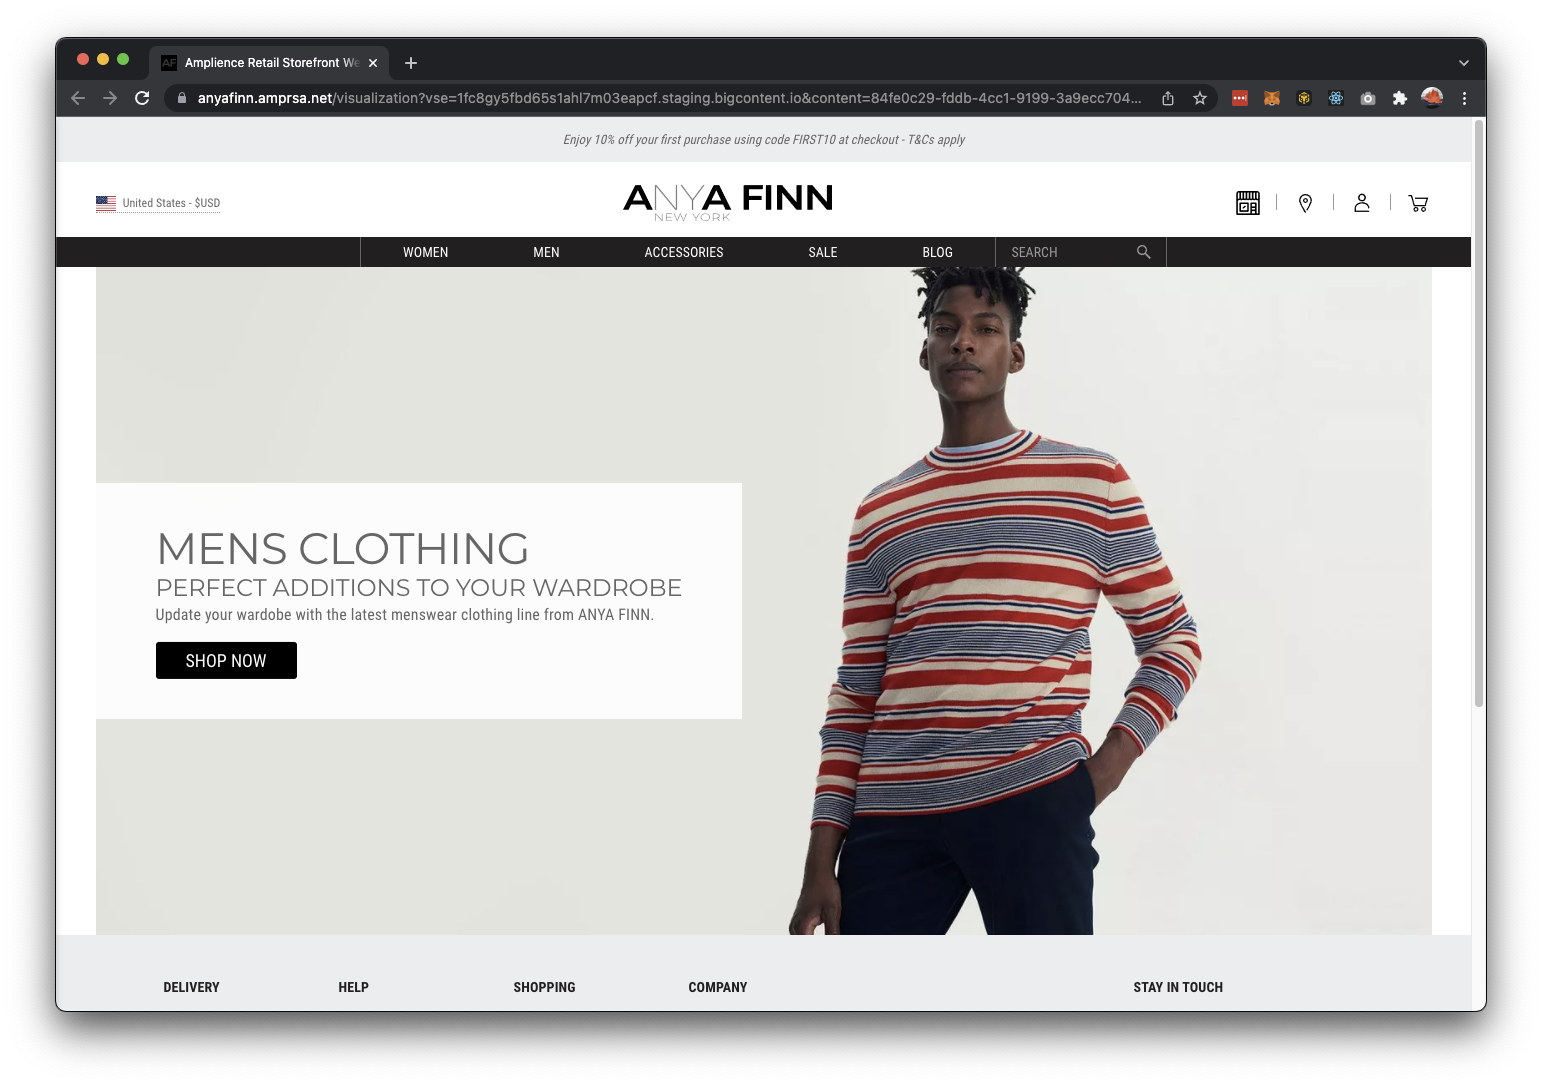 AF Amplience Retail Storefront We
anyafinn.amprsa.net/visualization?vse=1fc8gy5fbd65s1ahl7m03eapcf.staging.bigcontent.io&content=84fe0c29-fddb-4cc1-9199-3a9ecc704...
Enjoy 10% off your first purchase using code FIRST10 at checkout - T&Cs apply
United States - $USD
ANYA FINN
NEW YORK
WOMEN MEN ACCESSORIES SALE BLOG SEARCH
MENS CLOTHING
PERFECT ADDITIONS TO YOUR WARDROBE
Update your wardobe with the latest menswear clothing line from ANYA FINN.
SHOP NOW
DELIVERY HELP SHOPPING COMPANY STAY IN TOUCH